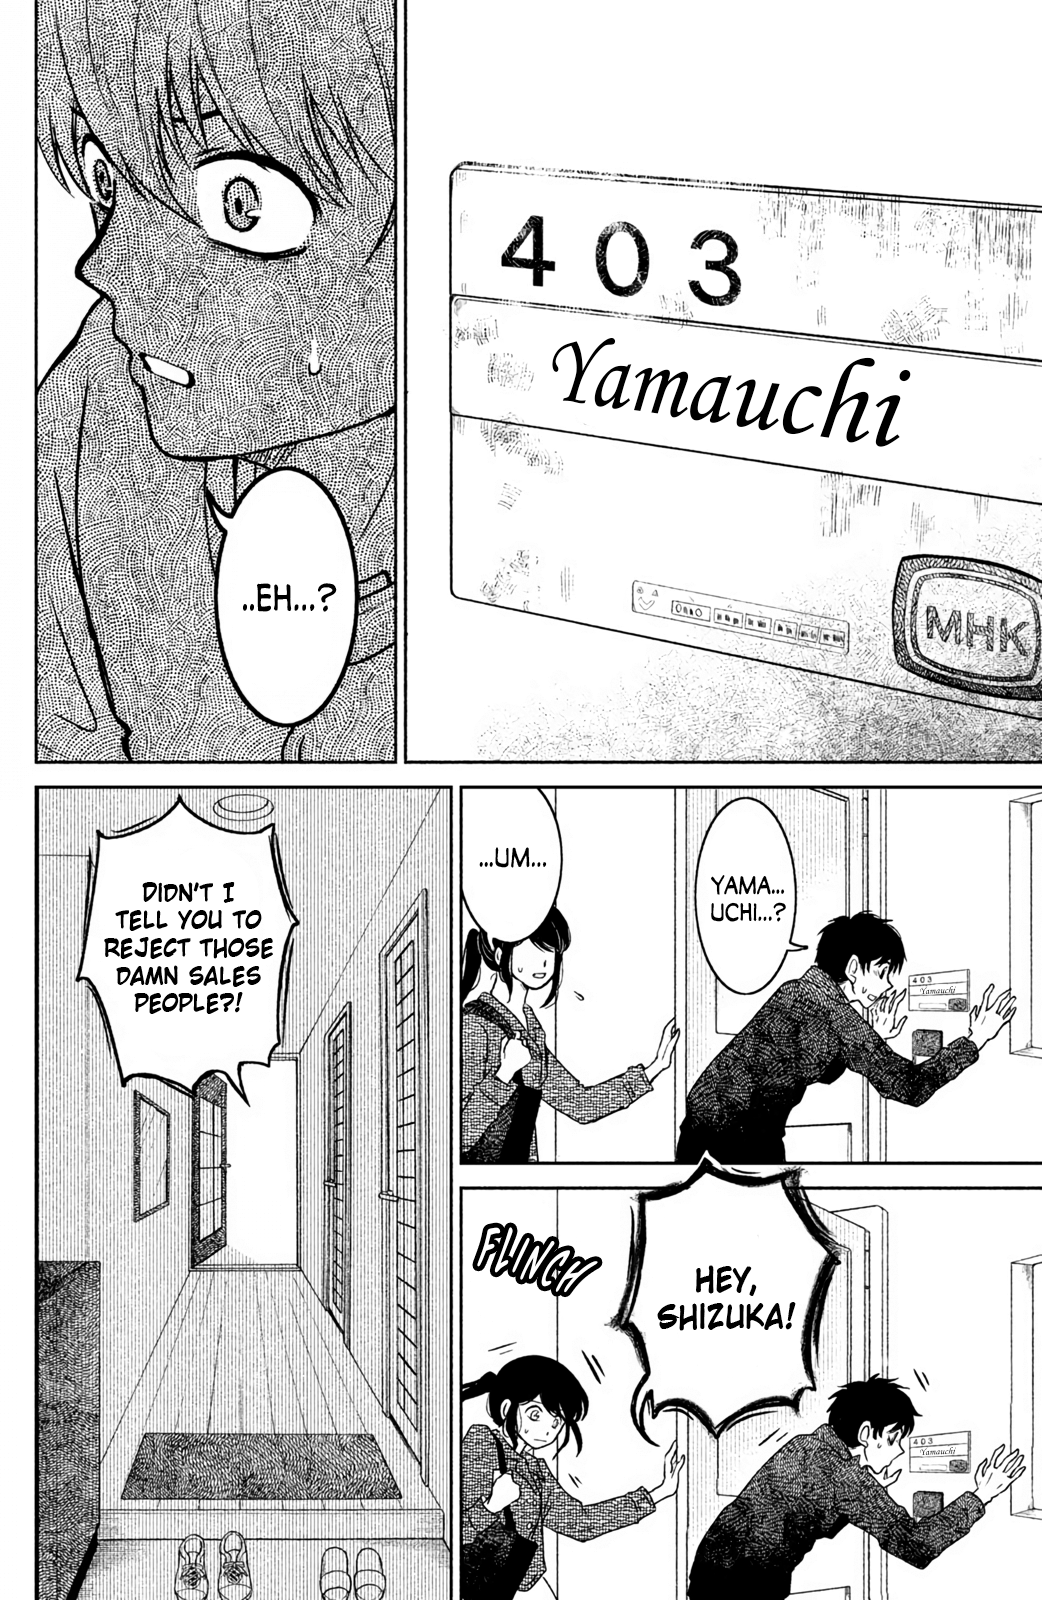 403
Yamauchi
MHK
..EH...?
YAMA...
UCHI...?
403
Yamauchi
...UM...
HEY,
SHIZUKA!
FLINCH
403
Yamauchi
DIDN'T I
TELL YOU TO
REJECT THOSE
DAMN SALES
PEOPLE?!